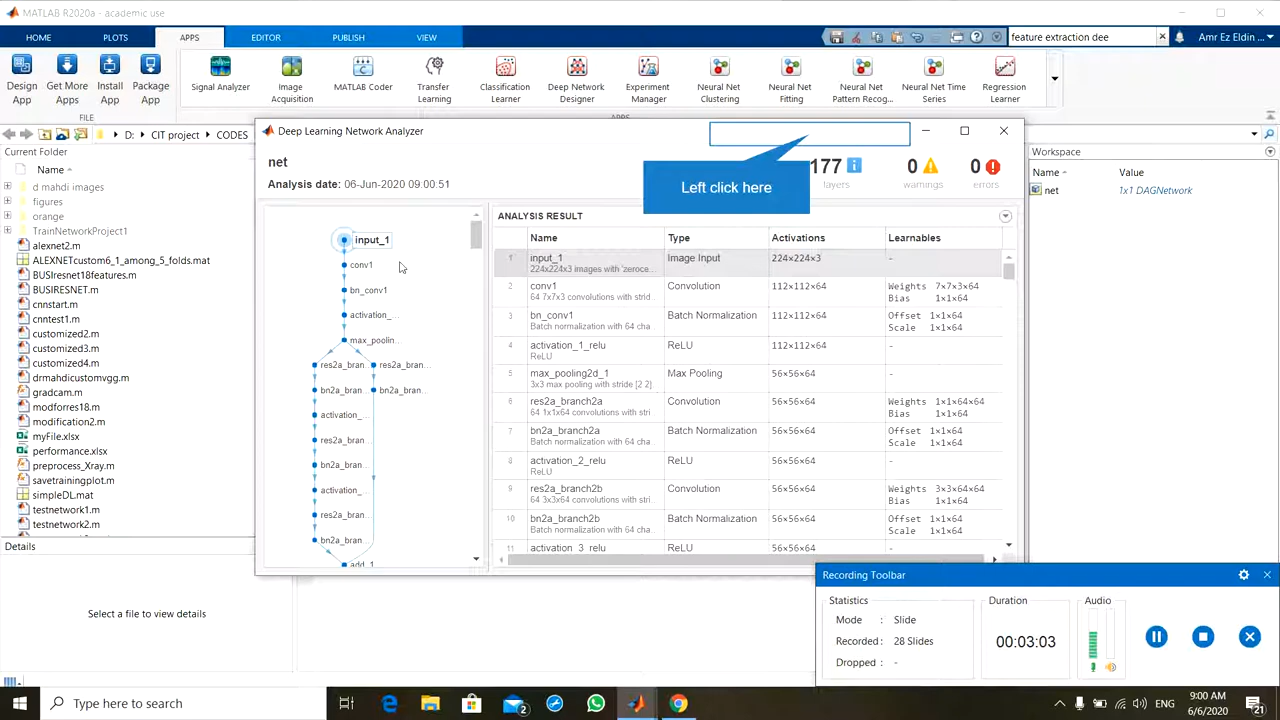 MATLAB R2020a - academic use
HOME PLOTS APPS EDITOR PUBLISH VIEW
feature extraction dee
Amr Ez Eldin ...
Design App
Get More Apps
Install App
Package App
Signal Analyzer
Image Acquisition
MATLAB Coder
Transfer Learning
Classification Learner
Deep Network Designer
Experiment Manager
Neural Net Clustering
Neural Net Fitting
Neural Net Pattern Recog...
Neural Net Time Series
Regression Learner
FILE
D: CIT project CODES
Current Folder
Name
d mahdi images
figures
orange
TrainNetworkProject1
alexnet2.m
ALEXNETcustom6_1_among_5_folds.mat
BUSIresnet18features.m
BUSIRESNET.m
cnnstart.m
cnntest1.m
customized2.m
customized3.m
customized4.m
drmahdicustomvgg.m
gradcam.m
modforres18.m
modification2.m
myFile.xlsx
performance.xlsx
preprocess_Xray.m
savetrainingplot.m
simpleDL.mat
testnetwork1.m
testnetwork2.m
Details
Select a file to view details
Deep Learning Network Analyzer
net
Analysis date: 06-Jun-2020 09:00:51
Left click here
177
layers
0
warnings
0
errors
input_1
conv1
bn_conv1
activation_...
max_poolin...
res2a_bran... res2a_bran...
bn2a_bran... bn2a_bran...
activation_...
res2a_bran...
bn2a_bran...
activation_...
res2a_bran...
bn2a_bran...
add_1
ANALYSIS RESULT
Name Type Activations Learnables
1 input_1 Image Input 224×224×3 -
224x224x3 images with 'zeroce...
2 conv1 Convolution 112×112×64 Weights 7×7×3×64
64 7x7x3 convolutions with strid... Bias 1×1×64
3 bn_conv1 Batch Normalization 112×112×64 Offset 1×1×64
Batch normalization with 64 cha... Scale 1×1×64
4 activation_1_relu ReLU 112×112×64 -
ReLU
5 max_pooling2d_1 Max Pooling 56×56×64 -
3x3 max pooling with stride [2 2]...
6 res2a_branch2a Convolution 56×56×64 Weights 1×1×64×64
64 1x1x64 convolutions with stri... Bias 1×1×64
7 bn2a_branch2a Batch Normalization 56×56×64 Offset 1×1×64
Batch normalization with 64 cha... Scale 1×1×64
8 activation_2_relu ReLU 56×56×64 -
ReLU
9 res2a_branch2b Convolution 56×56×64 Weights 3×3×64×64
64 3x3x64 convolutions with stri... Bias 1×1×64
10 bn2a_branch2b Batch Normalization 56×56×64 Offset 1×1×64
Batch normalization with 64 cha... Scale 1×1×64
11 activation_3_relu ReLU 56×56×64 -
Workspace
Name Value
net 1x1 DAGNetwork
Recording Toolbar
Statistics
Mode : Slide
Recorded : 28 Slides
Dropped : -
Duration
00:03:03
Audio
Type here to search
2
ENG
9:00 AM
6/6/2020
21